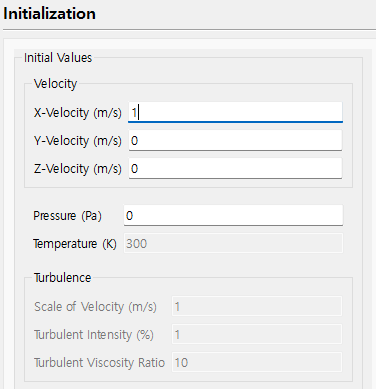 Initialization
Initial Values
Velocity
X-Velocity (m/s) 1
Y-Velocity (m/s) 0
Z-Velocity (m/s) 0
Pressure (Pa) 0
Temperature (K) 300
Turbulence
Scale of Velocity (m/s) 1
Turbulent Intensity (%) 1
Turbulent Viscosity Ratio 10